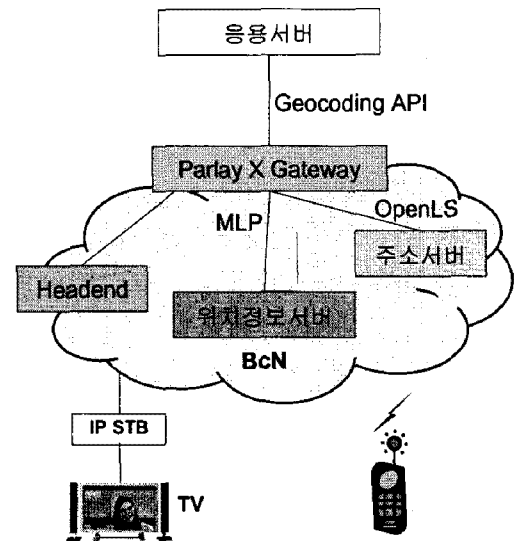 응용서버
Geocoding API
Parlay X Gateway
OpenLS
MLP
주소서버
Headend
위치정보서버
BcN
IP STB
TV